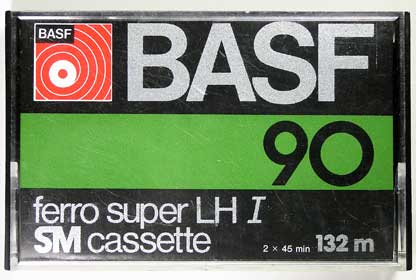 BASF
BASF
90
ferro super LH I
SM cassette
2 x 45 min 132 m